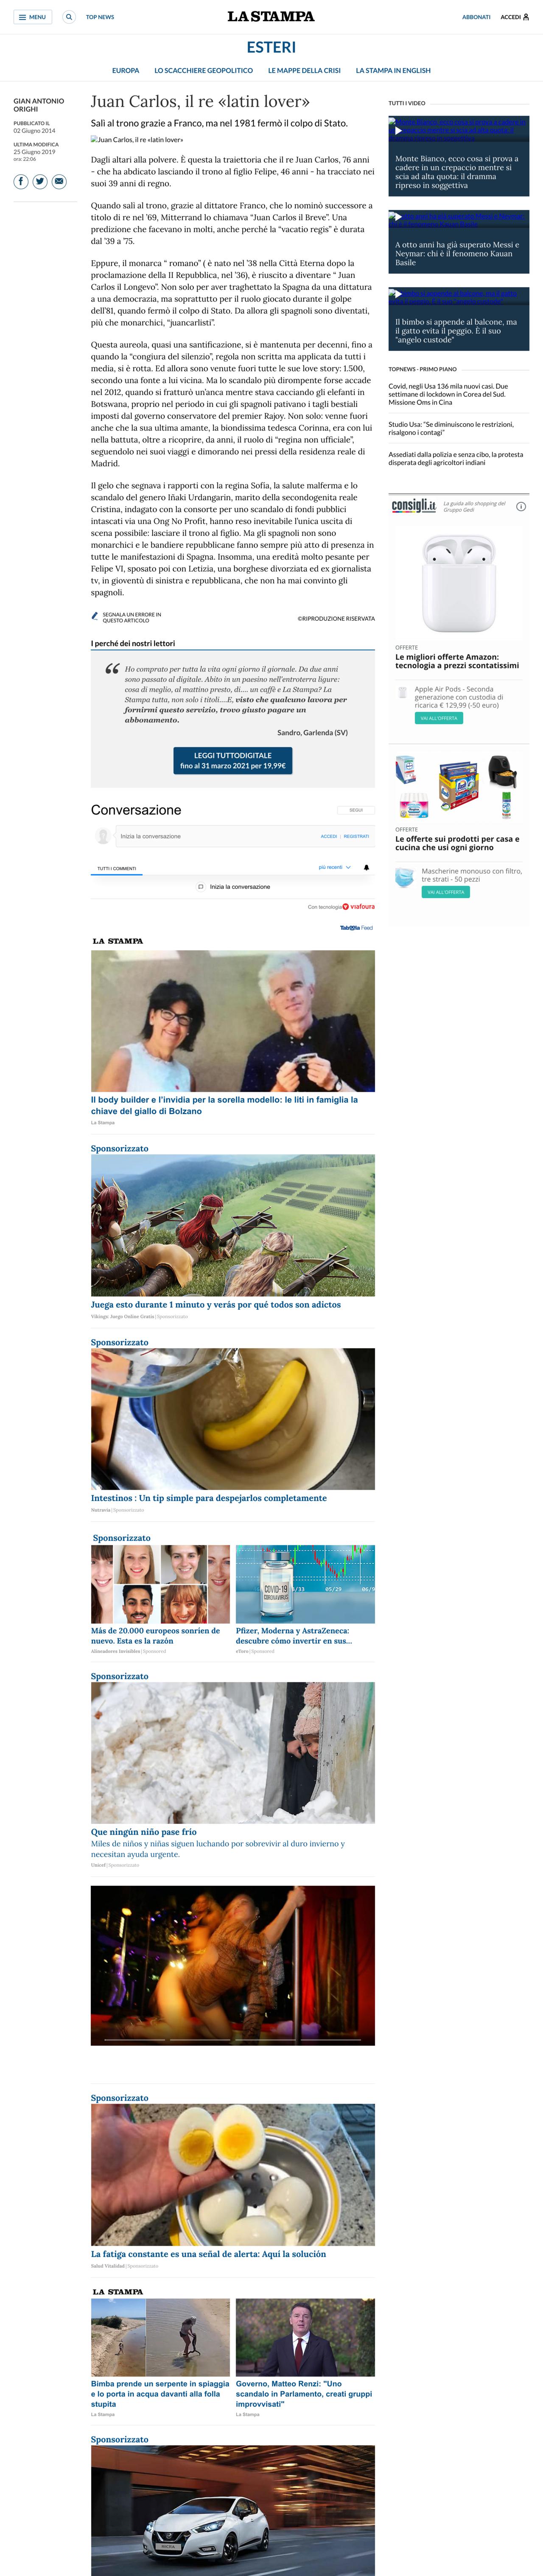 MENU
TOP NEWS
LA STAMPA
ABBONATI
ACCEDI
ESTERI
EUROPA
LO SCACCHIERE GEOPOLITICO
LE MAPPE DELLA CRISI
LA STAMPA IN ENGLISH
GIAN ANTONIO
ORIGHI
PUBBLICATO IL
02 Giugno 2014
ULTIMA MODIFICA
25 Giugno 2019
ora: 22:06
Juan Carlos, il re «latin lover»
Salì al trono grazie a Franco, ma nel 1981 fermò il colpo di Stato.
Juan Carlos, il re «latin lover»
Dagli altari alla polvere. È questa la traiettoria che il re Juan Carlos, 76 anni
- che ha abdicato lasciando il trono al figlio Felipe, 46 anni - ha tracciato nei
suoi 39 anni di regno.
Quando salì al trono, grazie al dittatore Franco, che lo nominò successore a
titolo di re nel ’69, Munditalia lo chiamava “Juan Carlos il Breve”. Una
predizione che falliva in molti, anche perché la “vacatio regis” è durata
dal ’39 a ’75.
Eppure, il monarca “ romano” ( è nato nel ’38 nella Città Eterna dopo la
proclamazione della II Repubblica, nel ’36), è riuscito a diventare “ Juan
Carlos il Longevo”. Non solo per aver traghettato la Spagna da una dittatura
a una democrazia ma soprattutto per il ruolo giocato durante il golpe
dell’81, quando fermò il colpo di Stato. Da allora gli spagnoli sono diventati,
più che monarchici, “juancarlisti”.
Questa aureola, quasi una santificazione, si è mantenuta per decenni, fino a
quando la “congiura del silenzio”, regola non scritta ma applicata da tutti i
media, si è rotta. Ed allora sono venute fuori tutte le sue love story: 1.500,
secondo una fonte a lui vicina. Ma lo scandalo più dirompente forse accade
nel 2012, quando si fratturò un’anca mentre stava cacciando gli elefanti in
Botswana, proprio nel periodo in cui gli spagnoli pativano i tagli bestiali
imposti dal governo conservatore del premier Rajoy. Non solo: venne fuori
anche che la sua ultima amante, la biondissima tedesca Corinna, era con lui
nella battuta, oltre a ricoprire, da anni, il ruolo di “regina non ufficiale”,
seguendolo nei suoi viaggi e dimorando nei pressi della residenza reale di
Madrid.
Il gelo che segnava i rapporti con la regina Sofia, la salute malferma e lo
scandalo del genero Iñaki Urdangarin, marito della secondogenita reale
Cristina, indagato con la consorte per uno scandalo di fondi pubblici
intascati via una Ong No Profit, hanno reso inevitabile l’unica uscita di
scena possibile: lasciare il trono al figlio. Ma gli spagnoli non sono
monarchici e le bandiere repubblicane fanno sempre più atto di presenza in
tutte le manifestazioni di Spagna. Insomma, una eredità molto pesante per
Felipe VI, sposato poi con Letizia, una borghese divorziata ed ex giornalista
tv, in gioventù di sinistra e repubblicana, che non ha mai convinto gli
spagnoli.
SEGNALA UN ERRORE IN
QUESTO ARTICOLO
©RIPRODUZIONE RISERVATA
I perché dei nostri lettori
Ho comprato per tutta la vita ogni giorno il giornale. Da due anni
sono passato al digitale. Abito in un paesino nell'entroterra ligure:
cosa di meglio, al mattino presto, di.... un caffè e La Stampa? La
Stampa tutta, non solo i titoli....E, visto che qualcuno lavora per
fornirmi questo servizio, trovo giusto pagare un
abbonamento.
Sandro, Garlenda (SV)
LEGGI TUTTODIGITALE
fino al 31 marzo 2021 per 19,99€
Conversazione
SEGUI
Inizia la conversazione
ACCEDI | REGISTRATI
TUTTI I COMMENTI
più recenti
Inizia la conversazione
Con tecnologia viafoura
Taboola Feed
LA STAMPA
Il body builder e l’invidia per la sorella modello: le liti in famiglia la
chiave del giallo di Bolzano
La Stampa
Sponsorizzato
Juega esto durante 1 minuto y verás por qué todos son adictos
Vikings: Juego Online Gratis | Sponsorizzato
Sponsorizzato
Intestinos : Un tip simple para despejarlos completamente
Nutravia | Sponsorizzato
Sponsorizzato
COVID-19
CORONAVIRUS
05/29
Más de 20.000 europeos sonríen de
nuevo. Esta es la razón
Alineadores Invisibles | Sponsored
Pfizer, Moderna y AstraZeneca:
descubre cómo invertir en sus…
eToro | Sponsored
Sponsorizzato
Que ningún niño pase frío
Miles de niños y niñas siguen luchando por sobrevivir al duro invierno y
necesitan ayuda urgente.
Unicef | Sponsorizzato
Sponsorizzato
La fatiga constante es una señal de alerta: Aquí la solución
Salud Vitalidad | Sponsorizzato
LA STAMPA
Bimba prende un serpente in spiaggia
e lo porta in acqua davanti alla folla
stupita
La Stampa
Governo, Matteo Renzi: "Uno
scandalo in Parlamento, creati gruppi
improvvisati"
La Stampa
Sponsorizzato
TUTTI I VIDEO
Monte Bianco, ecco cosa si prova a
cadere in un crepaccio mentre si
scia ad alta quota: il dramma
ripreso in soggettiva
A otto anni ha già superato Messi e
Neymar: chi è il fenomeno Kauan
Basile
Il bimbo si appende al balcone, ma
il gatto evita il peggio. È il suo
"angelo custode"
TOPNEWS - PRIMO PIANO
Covid, negli Usa 136 mila nuovi casi. Due
settimane di lockdown in Corea del Sud.
Missione Oms in Cina
Studio Usa: “Se diminuiscono le restrizioni,
risalgono i contagi”
Assediati dalla polizia e senza cibo, la protesta
disperata degli agricoltori indiani
consigli.it
La guida allo shopping del
Gruppo Gedi
OFFERTE
Le migliori offerte Amazon:
tecnologia a prezzi scontatissimi
Apple Air Pods - Seconda
generazione con custodia di
ricarica € 129,99 (-50 euro)
VAI ALL'OFFERTA
OFFERTE
Le offerte sui prodotti per casa e
cucina che usi ogni giorno
Mascherine monouso con filtro,
tre strati - 50 pezzi
VAI ALL'OFFERTA